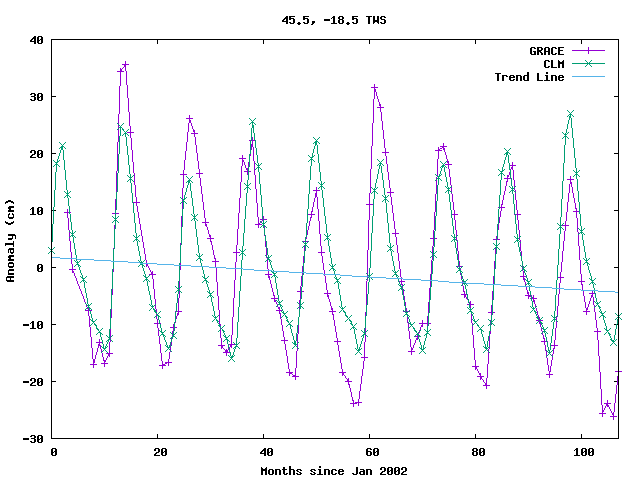 45.5, -18.5 TWS
GRACE
CLM
Trend Line
40
30
20
10
0
-10
-20
-30
Anomaly (cm)
0 20 40 60 80 100
Months since Jan 2002